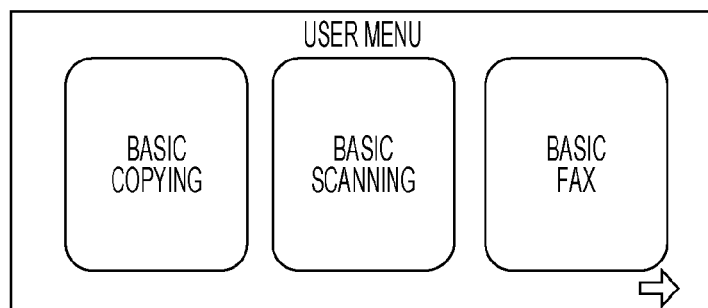 USER MENU
BASIC
COPYING
BASIC
SCANNING
BASIC
FAX